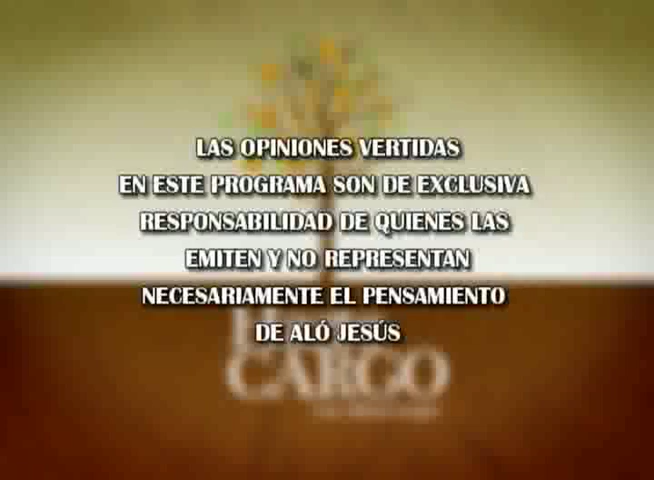 LAS OPINIONES VERTIDAS
EN ESTE PROGRAMA SON DE EXCLUSIVA
RESPONSABILIDAD DE QUIENES LAS
EMITEN Y NO REPRESENTAN
NECESARIAMENTE EL PENSAMIENTO
DE ALÓ JESÚS
CARGO